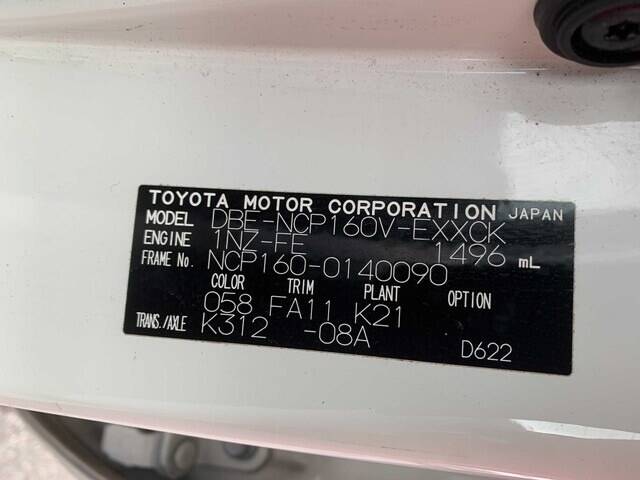 TOYOTA MOTOR CORPORATION JAPAN
MODEL DBE-NCP160V-EXXCK
ENGINE 1NZ-FE 1496 mL
FRAME No. NCP160-0140090
COLOR TRIM PLANT OPTION
058 FA11 K21
TRANS./AXLE K312 -08A
D622